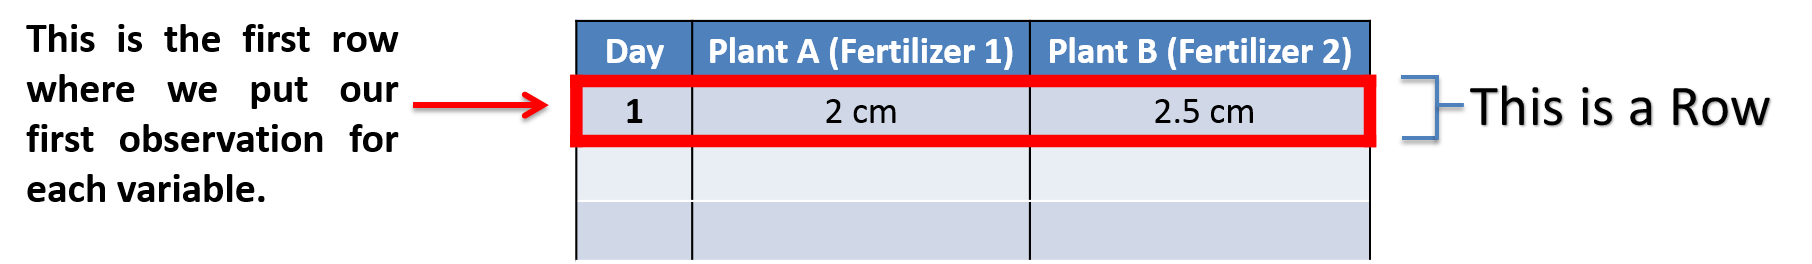 This is the first row
where we put our
first observation for
each variable.
Day Plant A (Fertilizer 1) Plant B (Fertilizer 2)
1 2 cm 2.5 cm
This is a Row